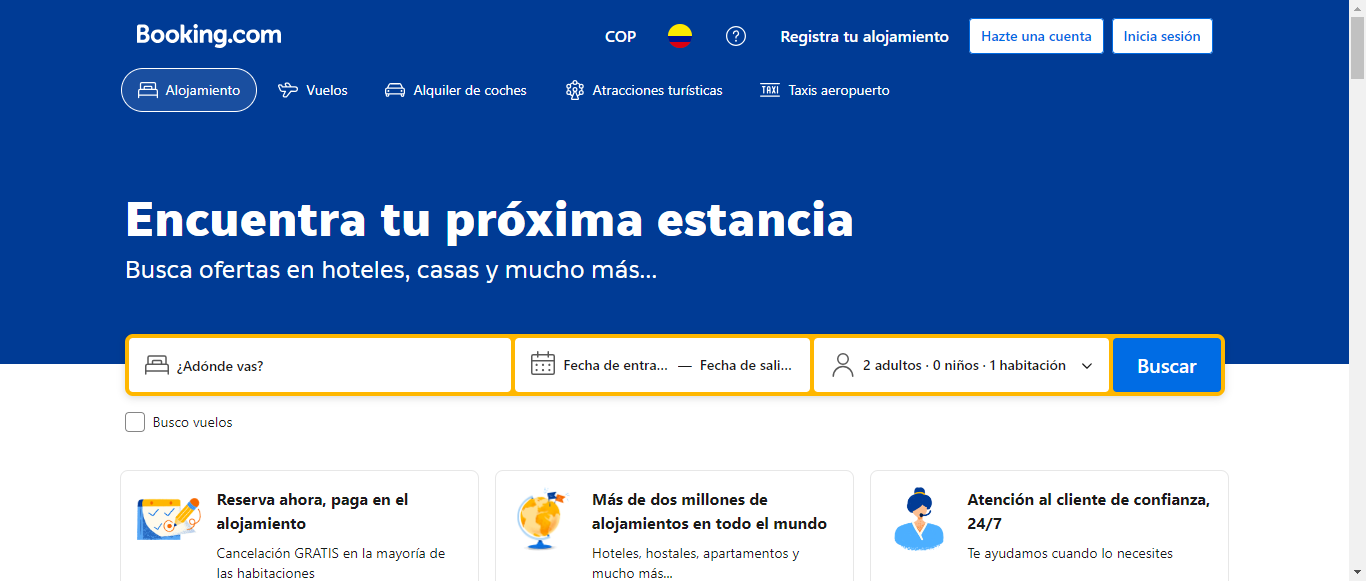 Booking.com
COP
?
Registra tu alojamiento
Hazte una cuenta
Inicia sesión
Alojamiento
Vuelos
Alquiler de coches
Atracciones turísticas
TAXI
Taxis aeropuerto
Encuentra tu próxima estancia
Busca ofertas en hoteles, casas y mucho más...
¿Adónde vas?
Fecha de entra... — Fecha de sali...
2 adultos · 0 niños · 1 habitación
Buscar
Busco vuelos
Reserva ahora, paga en el
alojamiento
Cancelación GRATIS en la mayoría de
las habitaciones
Más de dos millones de
alojamientos en todo el mundo
Hoteles, hostales, apartamentos y
mucho más...
Atención al cliente de confianza,
24/7
Te ayudamos cuando lo necesites